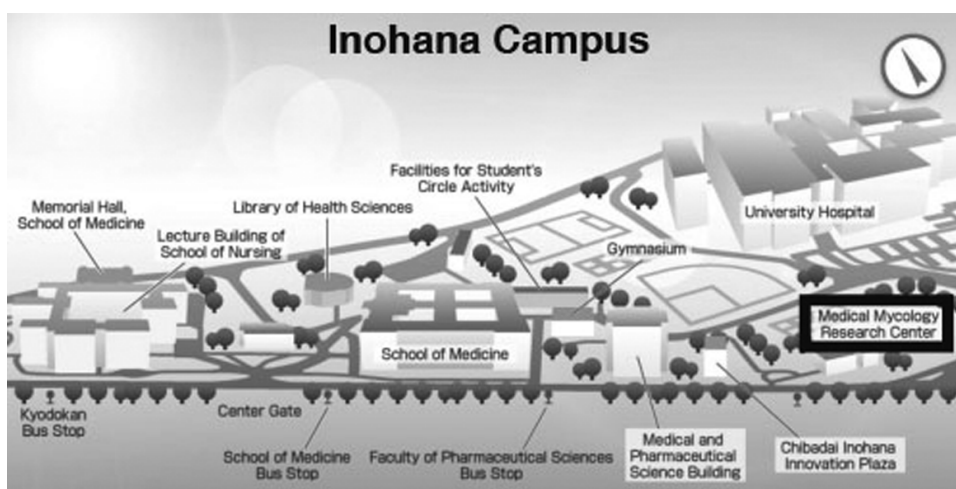 Inohana Campus
Facilities for Student's
Circle Activity
Memorial Hall,
School of Medicine
Library of Health Sciences
University Hospital
Lecture Building of
School of Nursing
Gymnasium
Medical Mycology
Research Center
School of Medicine
Kyodokan
Bus Stop
Center Gate
School of Medicine
Bus Stop
Faculty of Pharmaceutical Sciences
Bus Stop
Medical and
Pharmaceutical
Science Building
Chibadai Inohana
Innovation Plaza